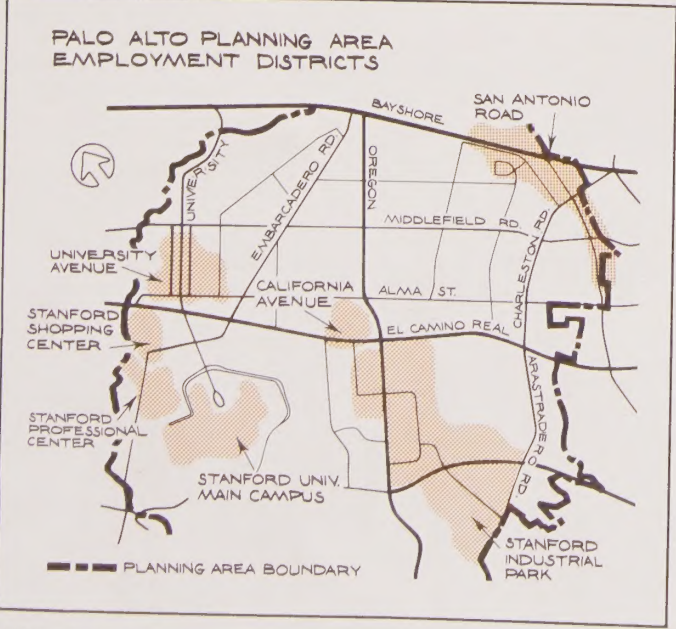 PALO ALTO PLANNING AREA
EMPLOYMENT DISTRICTS
BAYSHORE
SAN ANTONIO
ROAD
UNIVERSITY
EMBARCADERO RD.
OREGON
MIDDLEFIELD RD.
CHARLESTON RD.
UNIVERSITY
AVENUE
CALIFORNIA
AVENUE
ALMA ST.
STANFORD
SHOPPING
CENTER
EL CAMINO REAL
ARASTRADERO RD.
STANFORD
PROFESSIONAL
CENTER
STANFORD UNIV.
MAIN CAMPUS
STANFORD
INDUSTRIAL
PARK
PLANNING AREA BOUNDARY